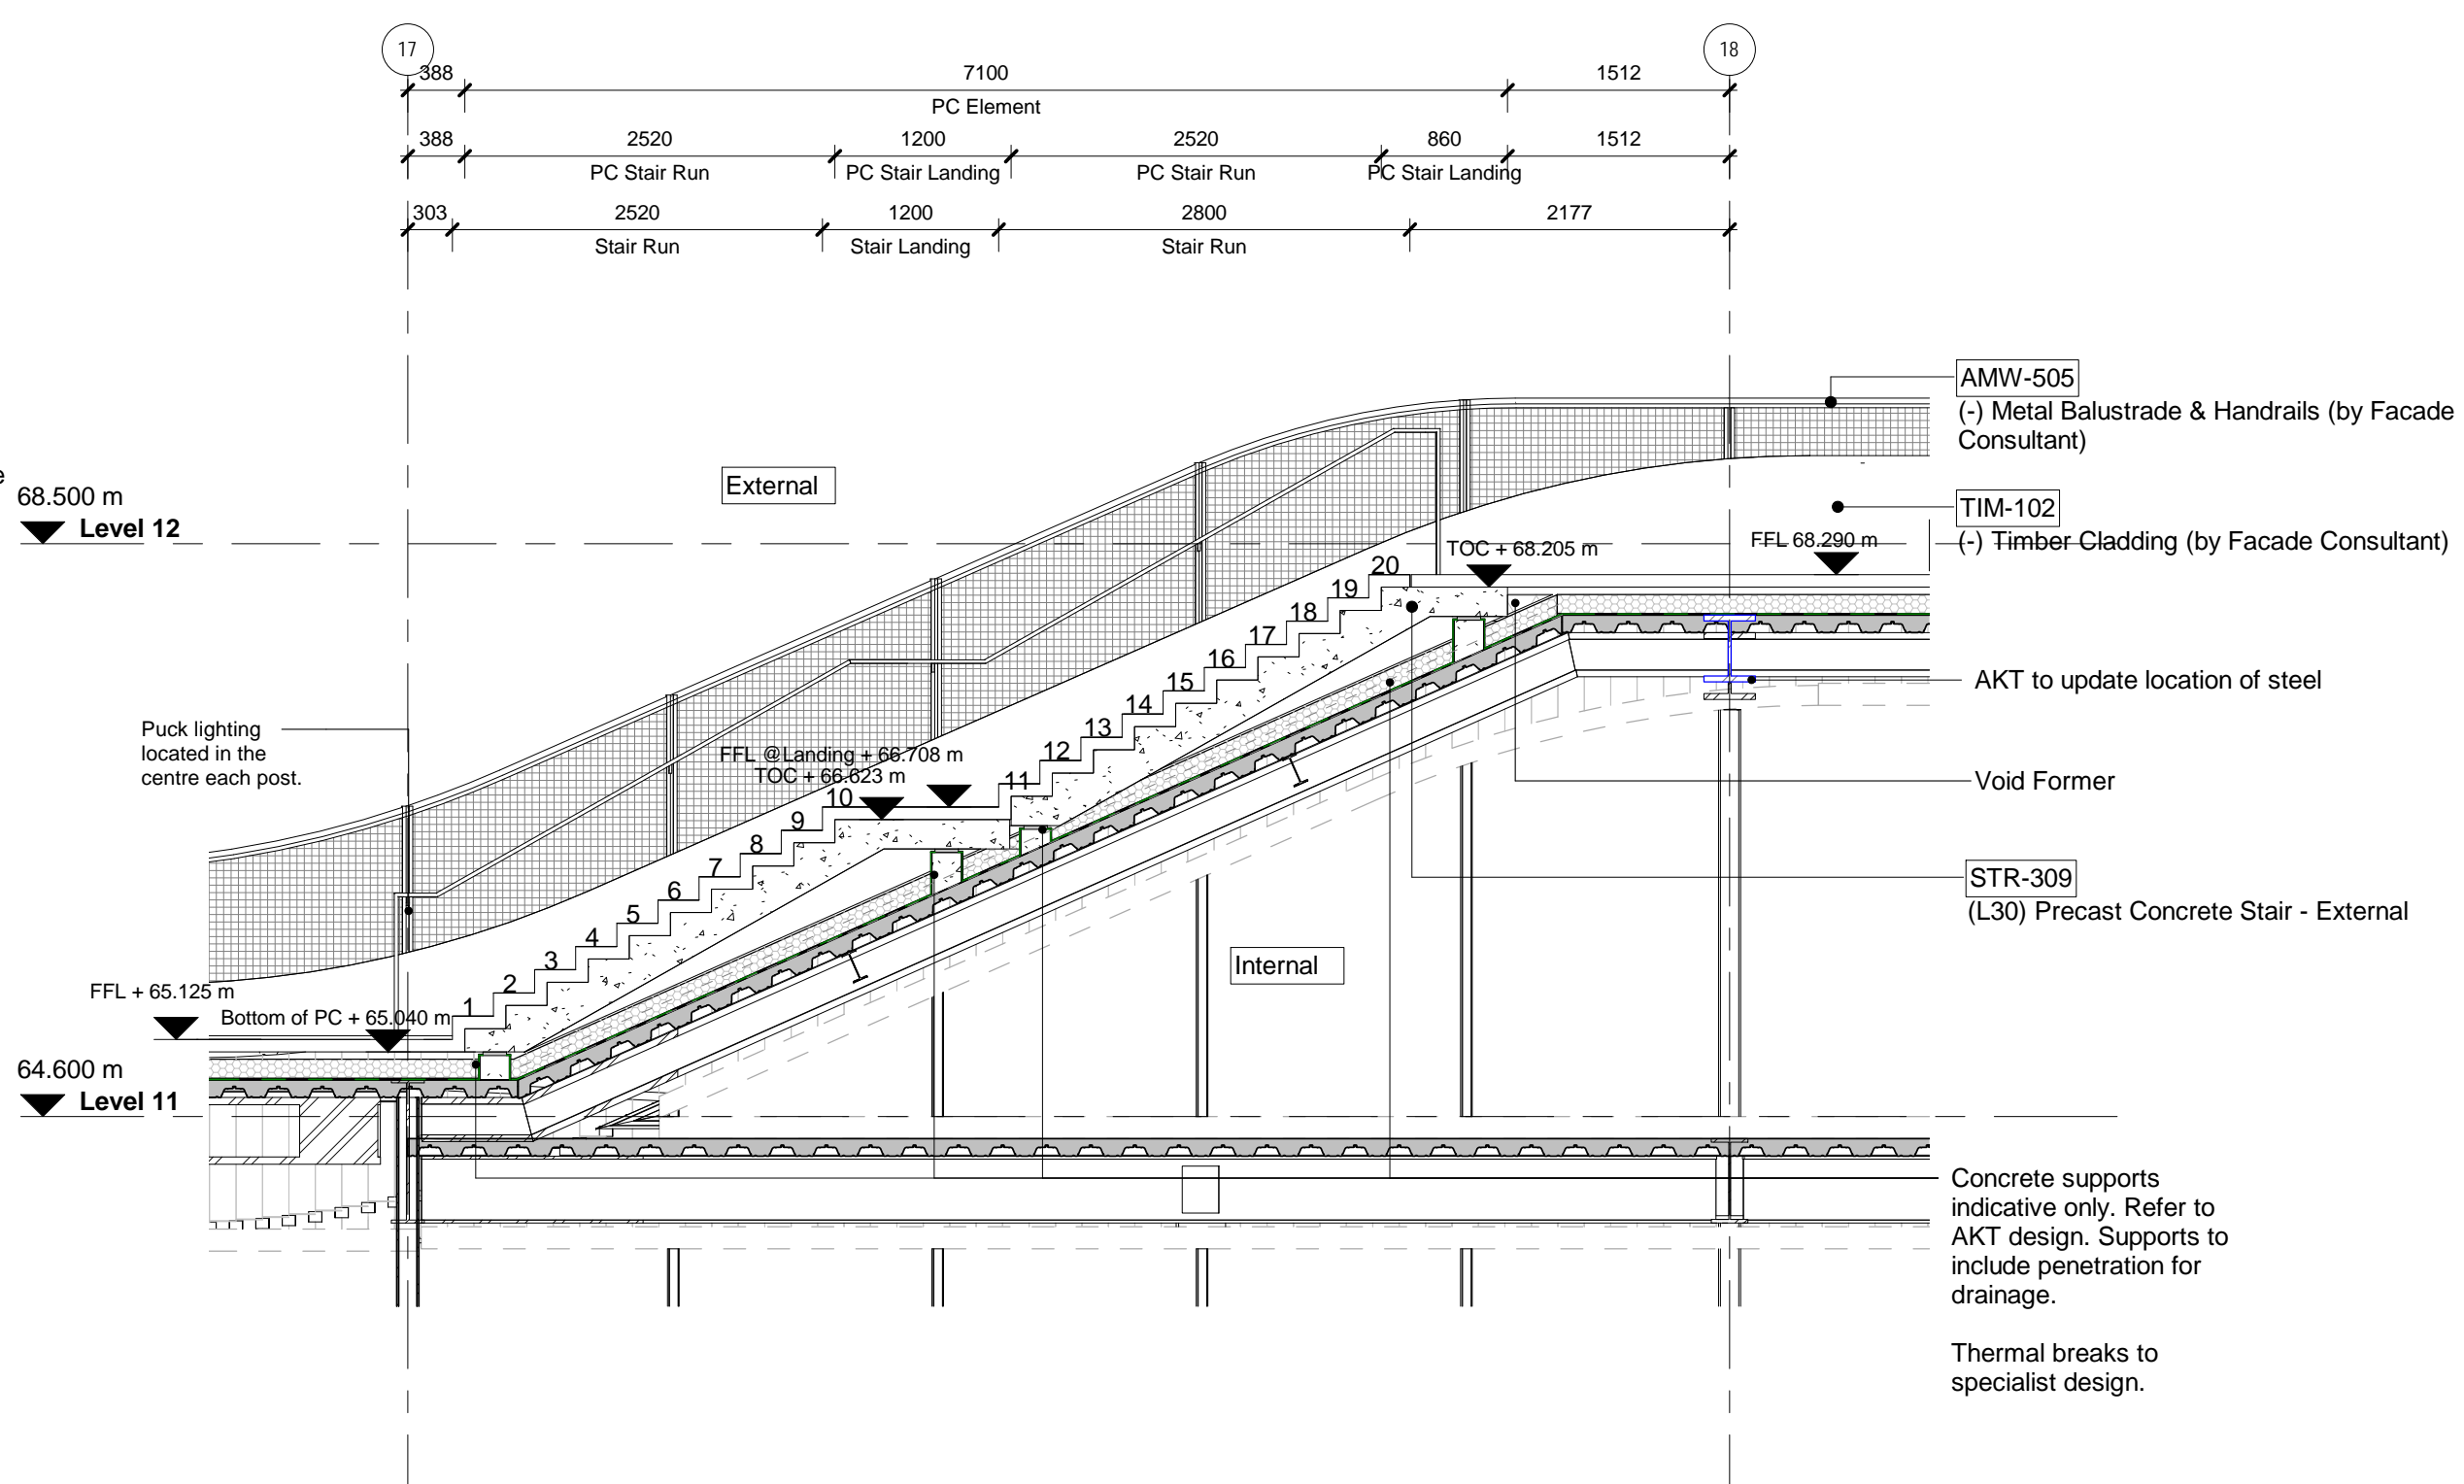 17
18
388
7100
1512
PC Element
388
2520
1200
2520
860
1512
PC Stair Run
PC Stair Landing
PC Stair Run
PC Stair Landing
303
2520
1200
2800
2177
Stair Run
Stair Landing
Stair Run
AMW-505
(-) Metal Balustrade & Handrails (by Facade
Consultant)
e
68.500 m
Level 12
External
TIM-102
(-) Timber Cladding (by Facade Consultant)
TOC + 68.205 m
FFL 68.290 m
20
19
18
17
16
15
14
13
12
11
10
9
8
7
6
5
4
3
2
1
AKT to update location of steel
Puck lighting
located in the
centre each post.
FFL @Landing + 66.708 m
TOC + 66.623 m
Void Former
STR-309
(L30) Precast Concrete Stair - External
Internal
FFL + 65.125 m
Bottom of PC + 65.040 m
64.600 m
Level 11
Concrete supports
indicative only. Refer to
AKT design. Supports to
include penetration for
drainage.
Thermal breaks to
specialist design.